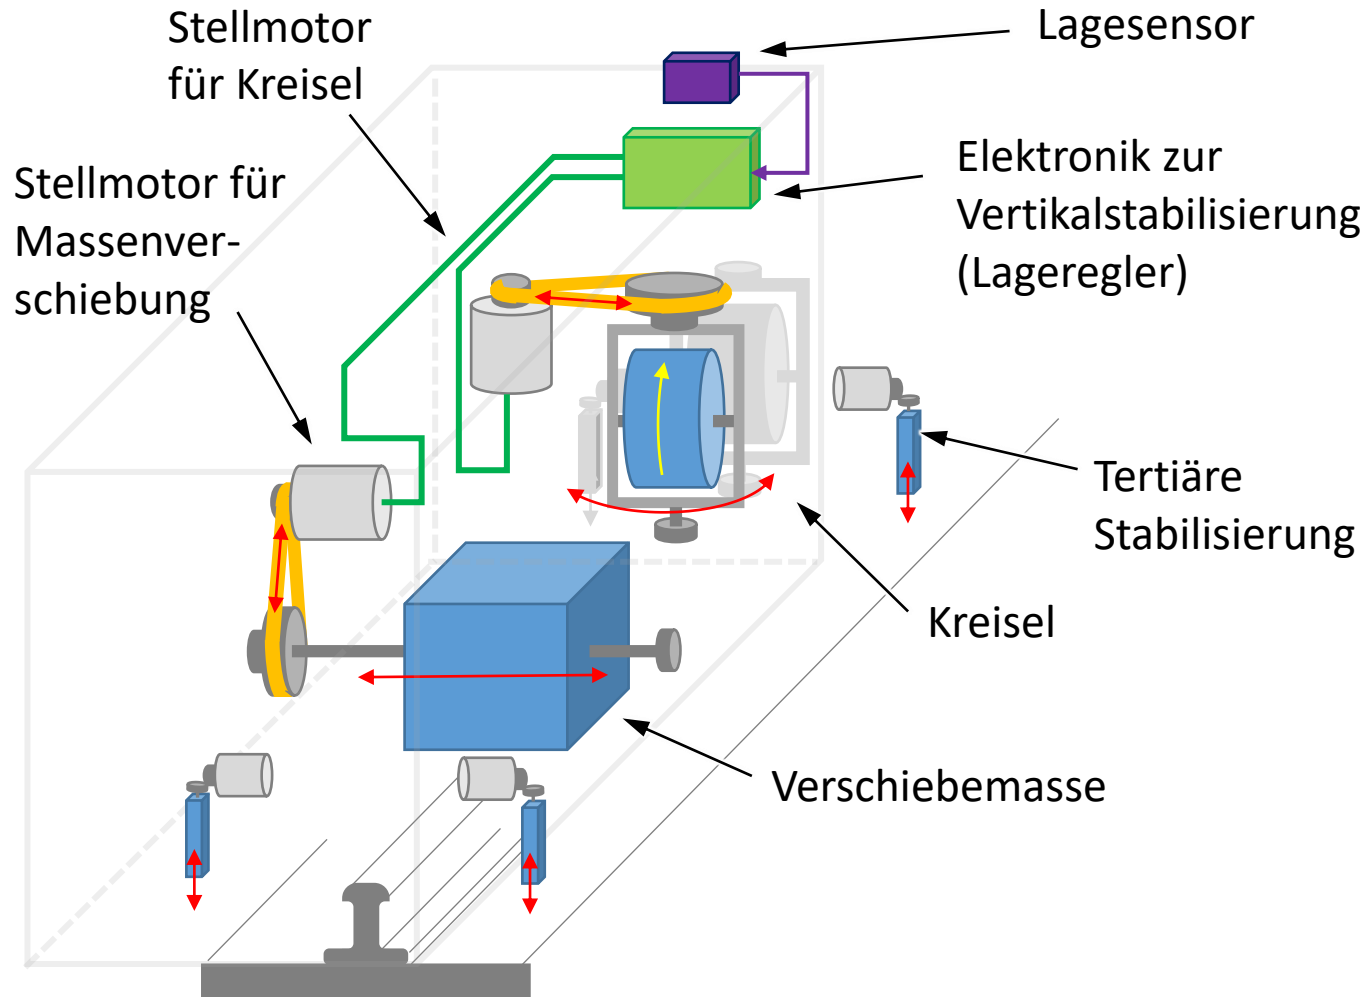 Stellmotor
für Kreisel
Lagesensor
Stellmotor für
Massenver-
schiebung
Elektronik zur
Vertikalstabilisierung
(Lageregler)
Tertiäre
Stabilisierung
Kreisel
Verschiebemasse